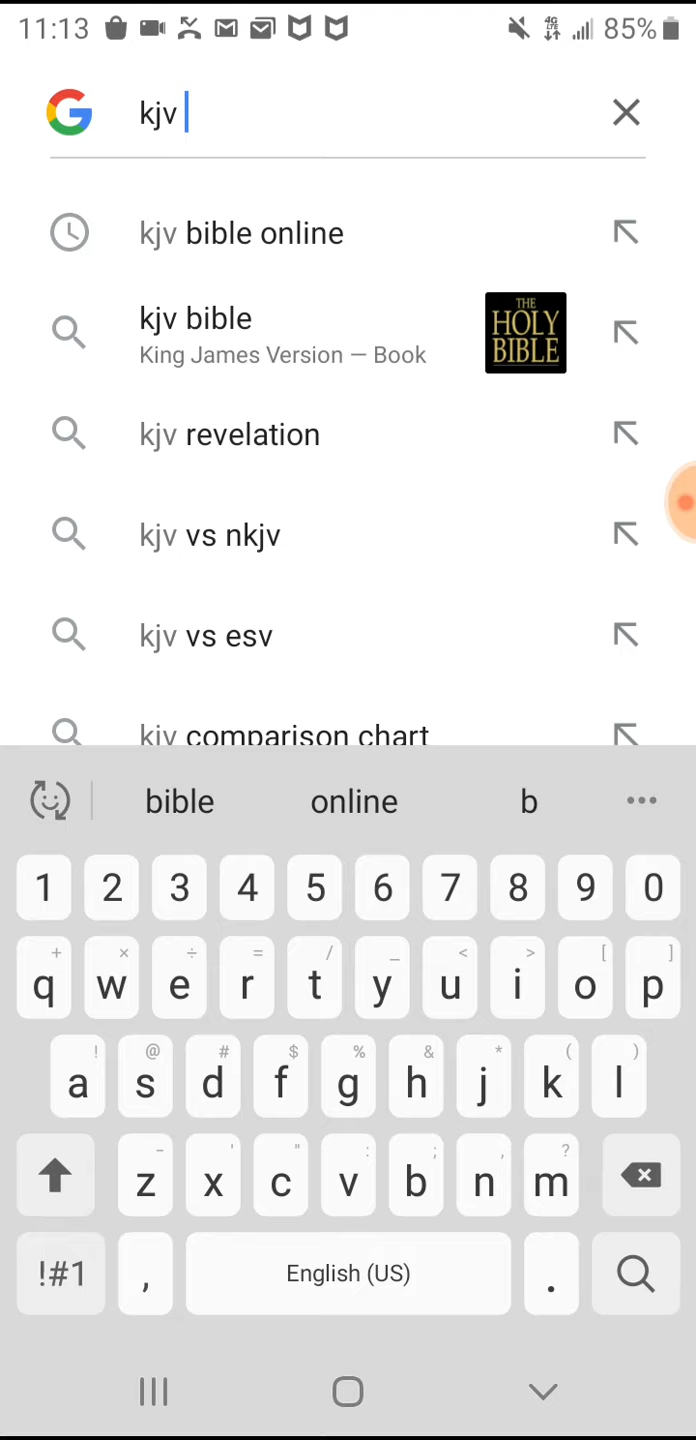 11:13 85%
kjv
kjv bible online
kjv bible
King James Version — Book
THE
HOLY
BIBLE
kjv revelation
kjv vs nkjv
kjv vs esv
kjv comparison chart
bible online b •••
1 2 3 4 5 6 7 8 9 0
+ × ÷ = / _ < > [ ]
q w e r t y u i o p
! @ # $ % & * ( )
a s d f g h j k l
- ' " : ; , ?
z x c v b n m
!#1 , English (US) .